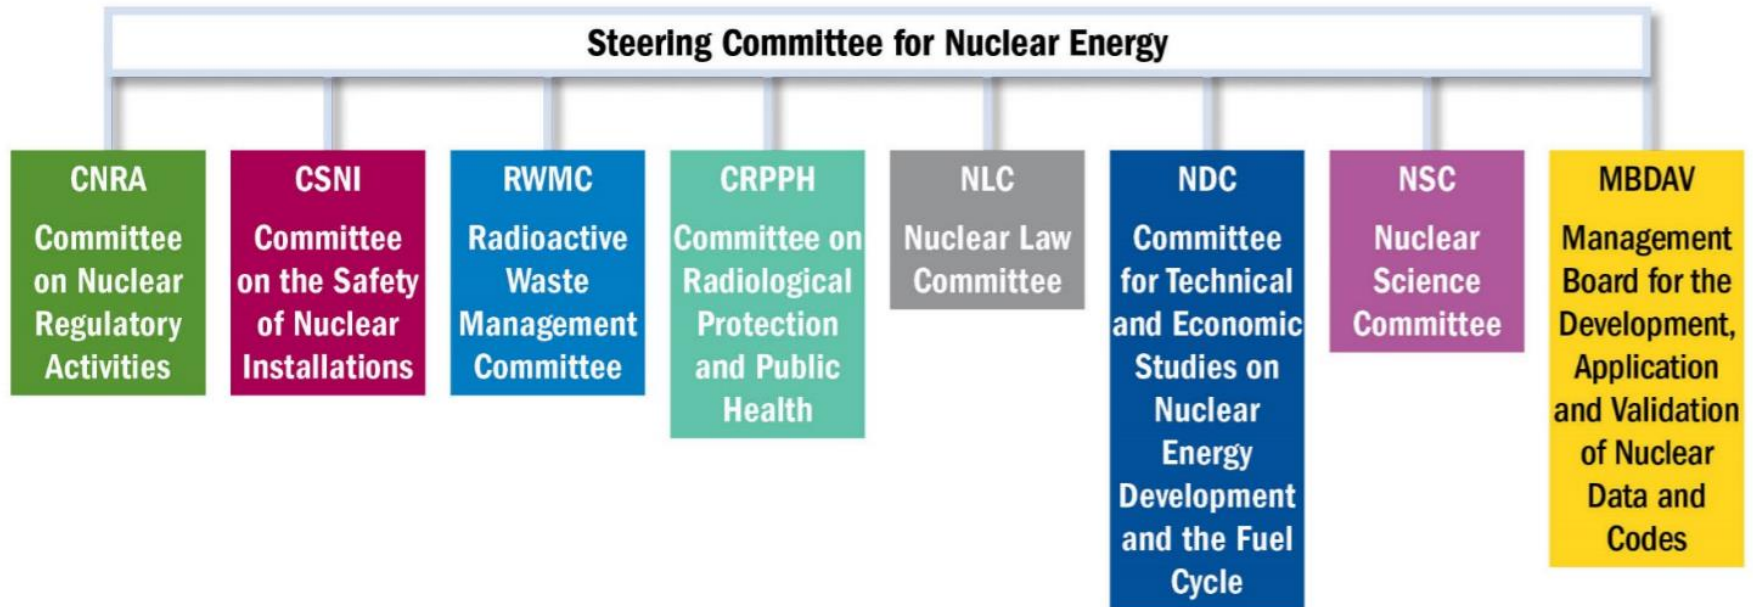 Steering Committee for Nuclear Energy
CNRA
Committee
on Nuclear
Regulatory
Activities
CSNI
Committee
on the Safety
of Nuclear
Installations
RWMC
Radioactive
Waste
Management
Committee
CRPPH
Committee on
Radiological
Protection
and Public
Health
NLC
Nuclear Law
Committee
NDC
Committee
for Technical
and Economic
Studies on
Nuclear
Energy
Development
and the Fuel
Cycle
NSC
Nuclear
Science
Committee
MBDAV
Management
Board for the
Development,
Application
and Validation
of Nuclear
Data and
Codes